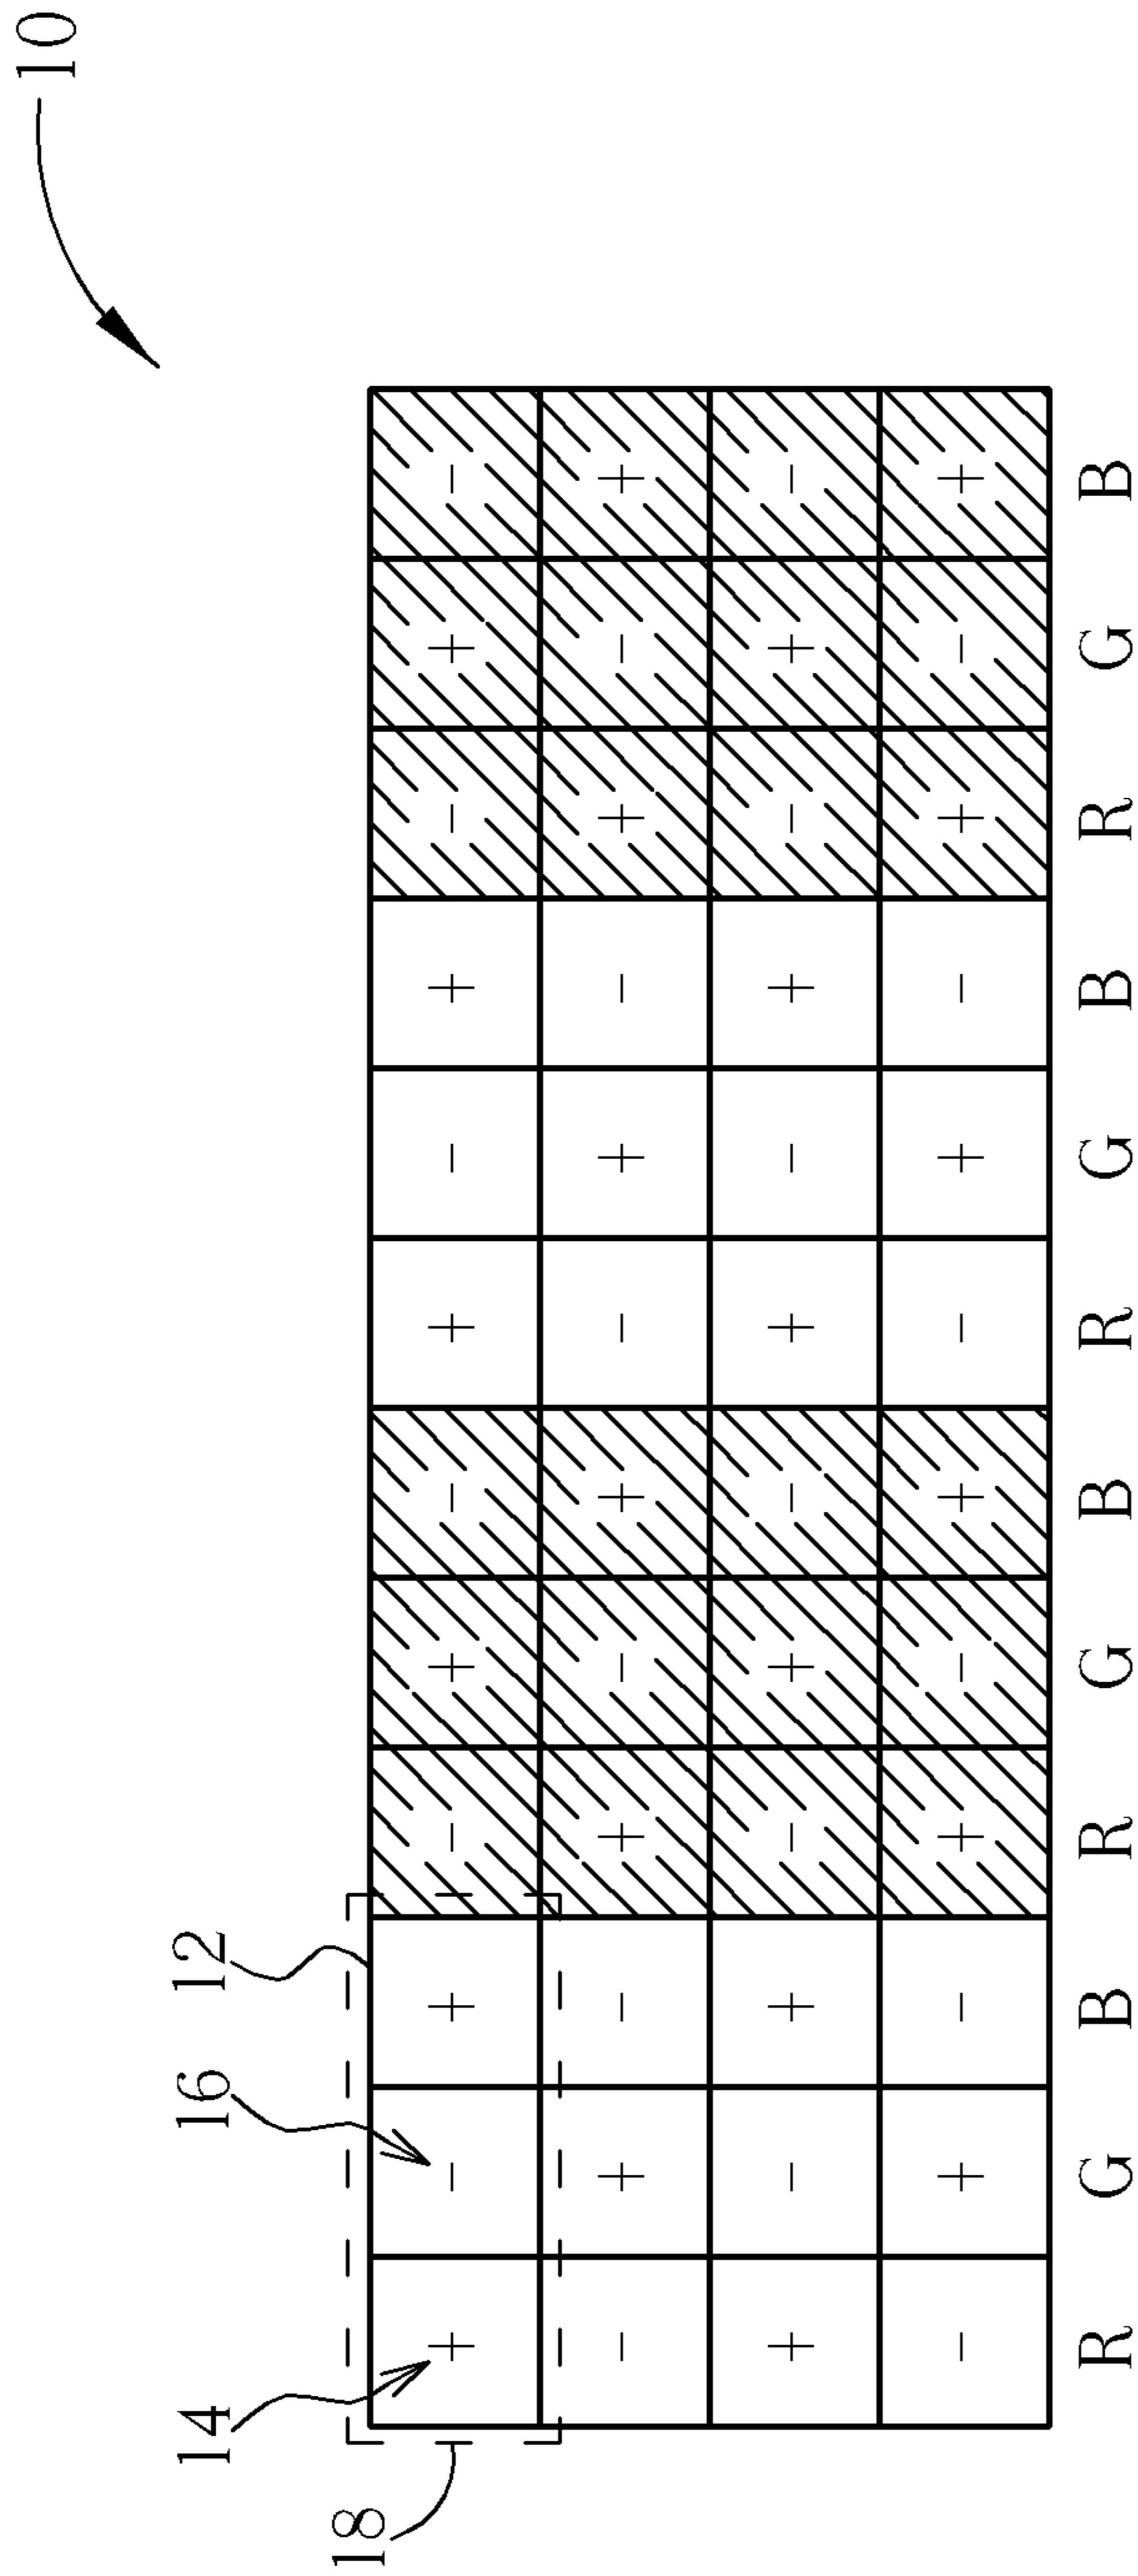 10
14 16 12
18
+ − + − + − + − + − + −
− + − + − + − + − + − +
+ − + − + − + − + − + −
− + − + − + − + − + − +
R G B R G B R G B R G B